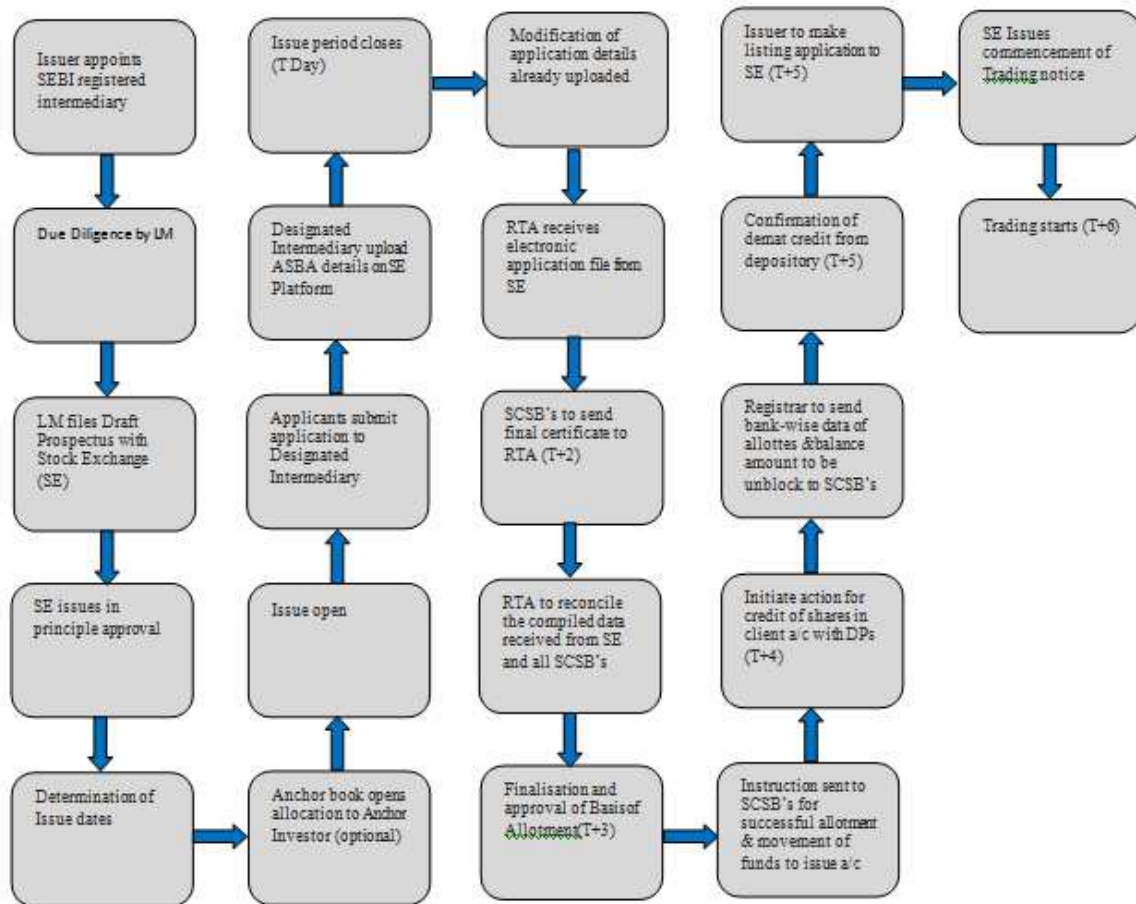 Issuer appoints
SEBI registered
intermediary
Due Diligence by LM
LM files Draft
Prospectus with
Stock Exchange
(SE)
SE issues in
principle approval
Determination of
Issue dates
Anchor book opens
allocation to Anchor
Investor (optional)
Issue open
Applicants submit
application to
Designated
Intermediary
Designated
Intermediary upload
ASBA details on SE
Platform
Issue period closes
(T Day)
Modification of
application details
already uploaded
RTA receives
electronic
application file from
SE
SCSB's to send
final certificate to
RTA (T+2)
RTA to reconcile
the compiled data
received from SE
and all SCSB's
Finalisation and
approval of Basis of
Allotment(T+3)
Instruction sent to
SCSB's for
successful allotment
& movement of
funds to issue a/c
Initiate action for
credit of shares in
client a/c with DPs
(T+4)
Registrar to send
bank-wise data of
allottes &balance
amount to be
unblock to SCSB's
Confirmation of
demat credit from
depository (T+5)
Issuer to make
listing application to
SE (T+5)
SE Issues
commencement of
Trading notice
Trading starts (T+6)